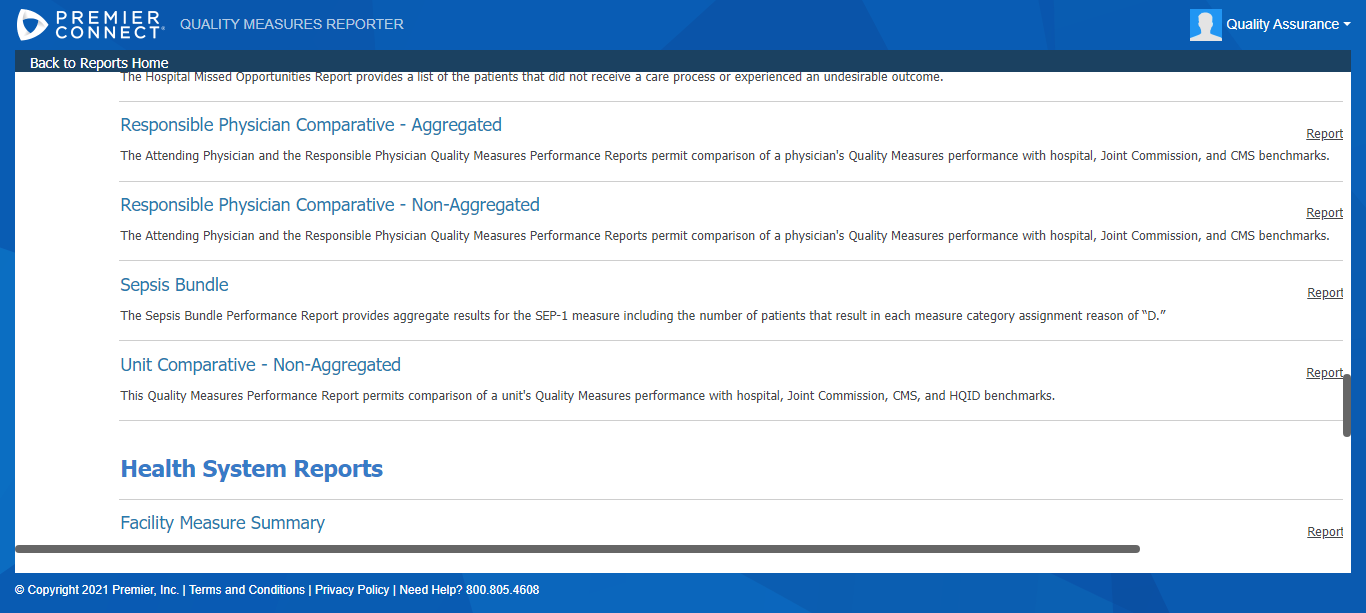 PREMIER
CONNECT
QUALITY MEASURES REPORTER
Quality Assurance
Back to Reports Home
The Hospital Missed Opportunities Report provides a list of the patients that did not receive a care process or experienced an undesirable outcome.
Responsible Physician Comparative - Aggregated
Report
The Attending Physician and the Responsible Physician Quality Measures Performance Reports permit comparison of a physician's Quality Measures performance with hospital, Joint Commission, and CMS benchmarks.
Responsible Physician Comparative - Non-Aggregated
Report
The Attending Physician and the Responsible Physician Quality Measures Performance Reports permit comparison of a physician's Quality Measures performance with hospital, Joint Commission, and CMS benchmarks.
Sepsis Bundle
Report
The Sepsis Bundle Performance Report provides aggregate results for the SEP-1 measure including the number of patients that result in each measure category assignment reason of “D.”
Unit Comparative - Non-Aggregated
Report
This Quality Measures Performance Report permits comparison of a unit's Quality Measures performance with hospital, Joint Commission, CMS, and HQID benchmarks.
Health System Reports
Facility Measure Summary
Report
© Copyright 2021 Premier, Inc. | Terms and Conditions | Privacy Policy | Need Help? 800.805.4608